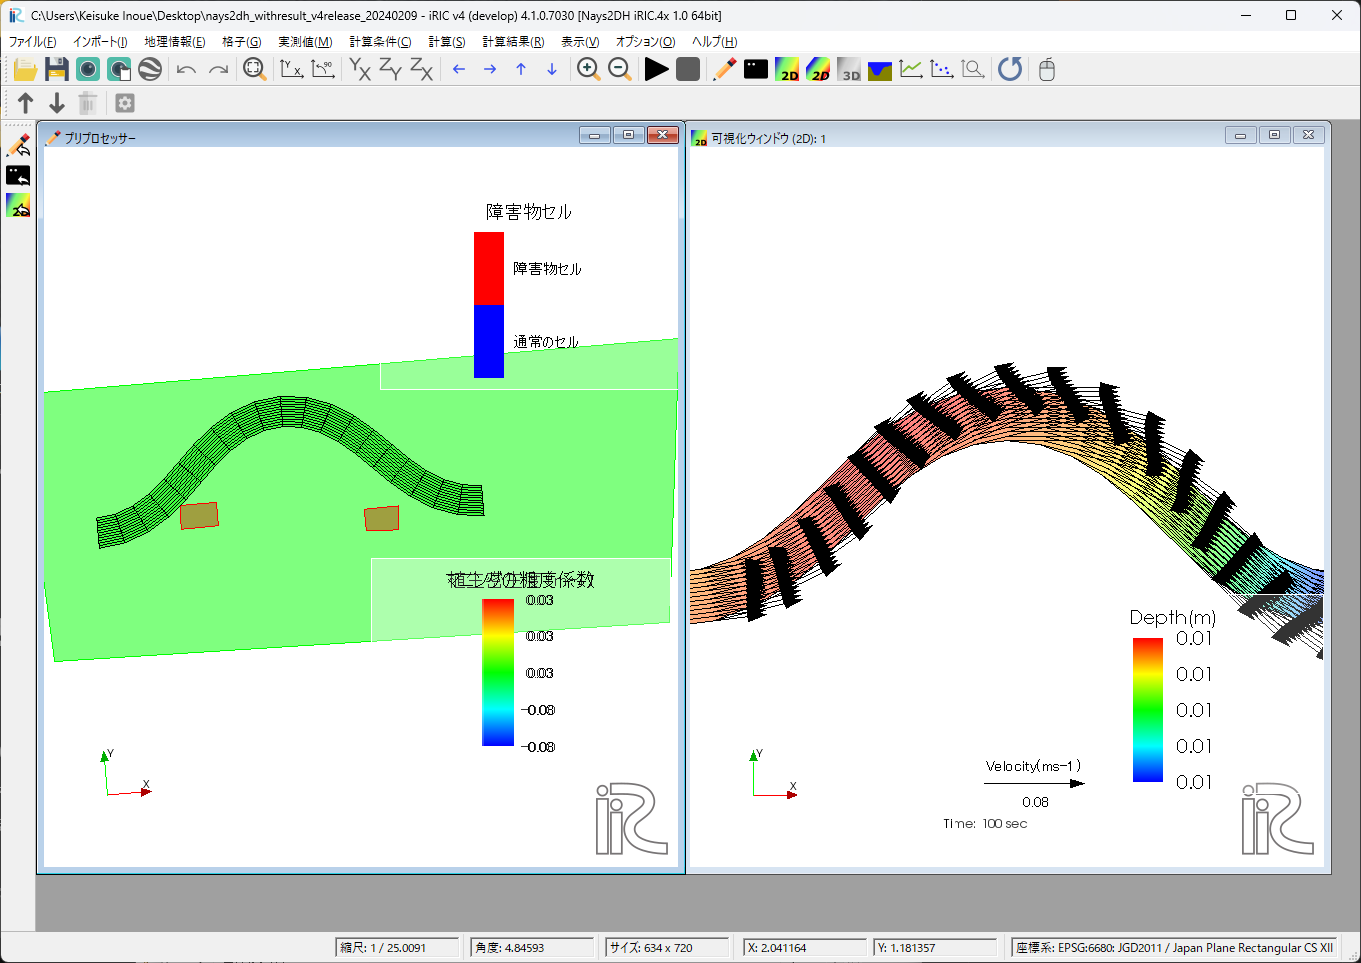 C:\Users\Keisuke Inoue\Desktop\nays2dh_withresult_v4release_20240209 - iRIC v4 (develop) 4.1.0.7030 [Nays2DH iRIC.4x 1.0 64bit]
ファイル(F) インポート(I) 地理情報(E) 格子(G) 実測値(M) 計算条件(C) 計算(S) 計算結果(R) 表示(V) オプション(O) ヘルプ(H)
プリプロセッサー
障害物セル
障害物セル
通常のセル
0.03
0.03
0.03
-0.08
-0.08
Y
X
iRC
可視化ウィンドウ (2D): 1
Depth(m)
0.01
0.01
0.01
0.01
0.01
Velocity(ms-1)
0.08
Time: 100 sec
Y
X
iRC
縮尺: 1 / 25.0091
角度: 4.84593
サイズ: 634 x 720
X: 2.041164
Y: 1.181357
座標系: EPSG:6680: JGD2011 / Japan Plane Rectangular CS XII